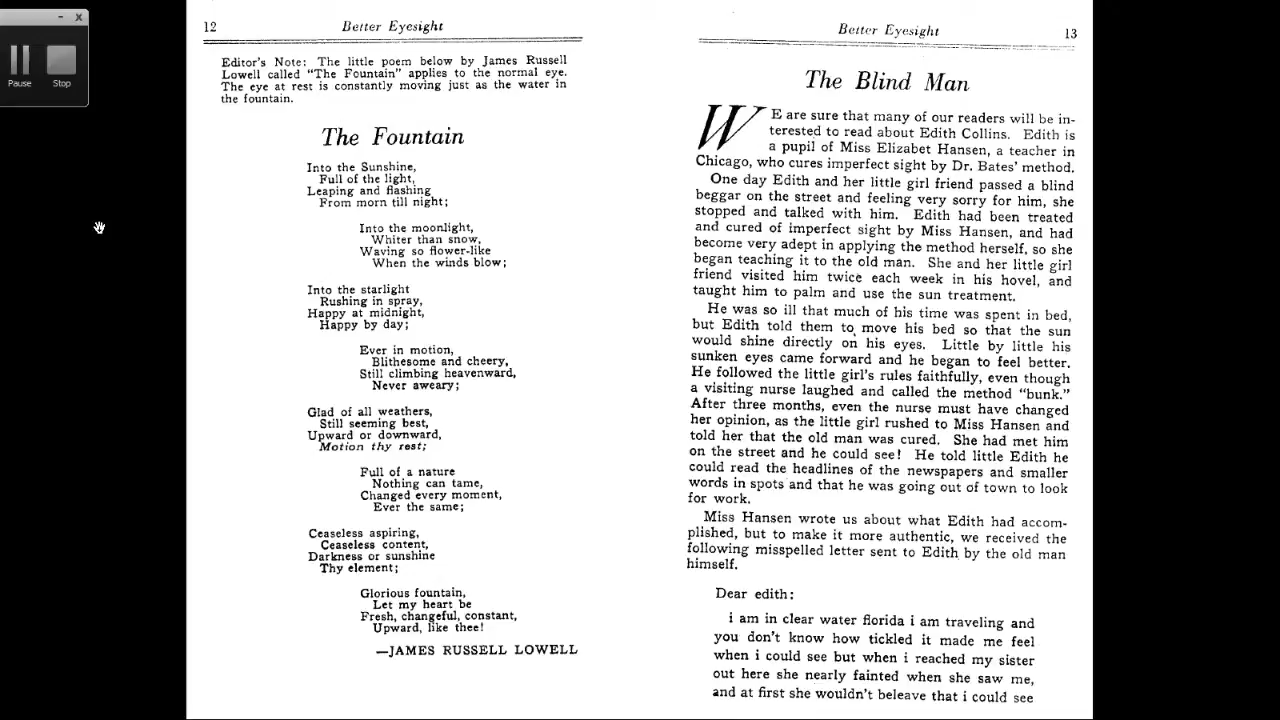 Pause Stop
12 Better Eyesight
Editor's Note: The little poem below by James Russell
Lowell called "The Fountain" applies to the normal eye.
The eye at rest is constantly moving just as the water in
the fountain.
The Fountain
Into the Sunshine,
Full of the light,
Leaping and flashing
From morn till night;
Into the moonlight,
Whiter than snow,
Waving so flower-like
When the winds blow;
Into the starlight
Rushing in spray,
Happy at midnight,
Happy by day;
Ever in motion,
Blithesome and cheery,
Still climbing heavenward,
Never aweary;
Glad of all weathers,
Still seeming best,
Upward or downward,
Motion thy rest;
Full of a nature
Nothing can tame,
Changed every moment,
Ever the same;
Ceaseless aspiring,
Ceaseless content,
Darkness or sunshine
Thy element;
Glorious fountain,
Let my heart be
Fresh, changeful, constant,
Upward, like thee!
—JAMES RUSSELL LOWELL
Better Eyesight 13
The Blind Man
WE are sure that many of our readers will be in-
terested to read about Edith Collins. Edith is
a pupil of Miss Elizabet Hansen, a teacher in
Chicago, who cures imperfect sight by Dr. Bates' method.
One day Edith and her little girl friend passed a blind
beggar on the street and feeling very sorry for him, she
stopped and talked with him. Edith had been treated
and cured of imperfect sight by Miss Hansen, and had
become very adept in applying the method herself, so she
began teaching it to the old man. She and her little girl
friend visited him twice each week in his hovel, and
taught him to palm and use the sun treatment.
He was so ill that much of his time was spent in bed,
but Edith told them to move his bed so that the sun
would shine directly on his eyes. Little by little his
sunken eyes came forward and he began to feel better.
He followed the little girl's rules faithfully, even though
a visiting nurse laughed and called the method "bunk."
After three months, even the nurse must have changed
her opinion, as the little girl rushed to Miss Hansen and
told her that the old man was cured. She had met him
on the street and he could see! He told little Edith he
could read the headlines of the newspapers and smaller
words in spots and that he was going out of town to look
for work.
Miss Hansen wrote us about what Edith had accom-
plished, but to make it more authentic, we received the
following misspelled letter sent to Edith by the old man
himself.
Dear edith:
i am in clear water florida i am traveling and
you don't know how tickled it made me feel
when i could see but when i reached my sister
out here she nearly fainted when she saw me,
and at first she wouldn't beleave that i could see